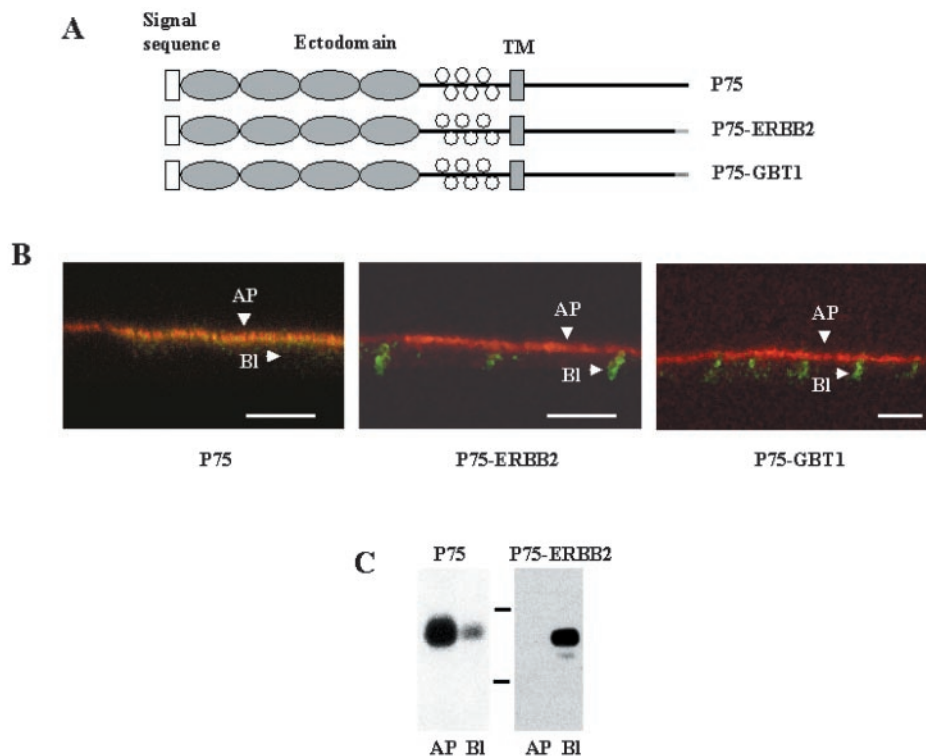 A
Signal
sequence
Ectodomain
TM
P75
P75-ERBB2
P75-GBT1
B
AP
Bl
AP
Bl
AP
Bl
P75
P75-ERBB2
P75-GBT1
C
P75
P75-ERBB2
AP Bl
AP Bl